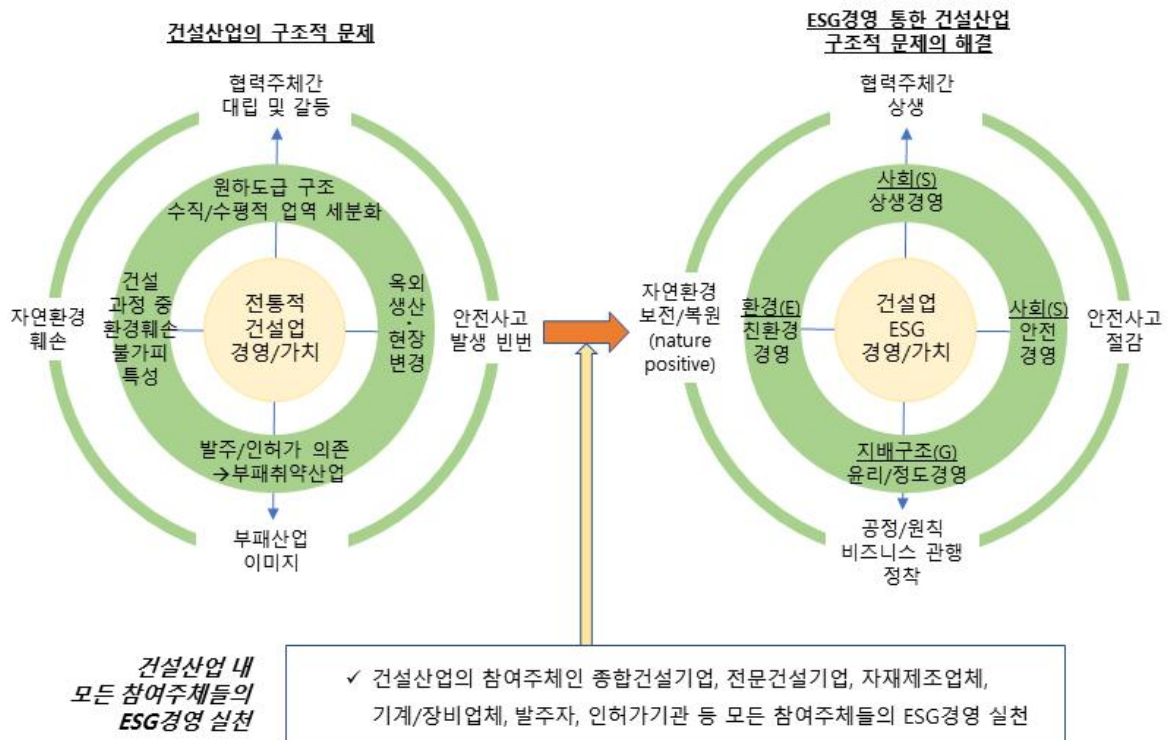 건설산업의 구조적 문제
협력주체간
대립 및 갈등
원하도급 구조
수직/수평적 업역 세분화
자연환경
훼손
건설
과정 중
환경훼손
불가피
특성
전통적
건설업
경영/가치
옥외
생산
·
현장
변경
안전사고
발생 빈번
발주/인허가 의존
→부패취약산업
부패산업
이미지
ESG경영 통한 건설산업
구조적 문제의 해결
협력주체간
상생
사회(S)
상생경영
자연환경
보전/복원
(nature
positive)
환경(E)
친환경
경영
건설업
ESG
경영/가치
사회(S)
안전
경영
안전사고
절감
지배구조(G)
윤리/정도경영
공정/원칙
비즈니스 관행
정착
건설산업 내
모든 참여주체들의
ESG경영 실천
✓ 건설산업의 참여주체인 종합건설기업, 전문건설기업, 자재제조업체,
기계/장비업체, 발주자, 인허가기관 등 모든 참여주체들의 ESG경영 실천